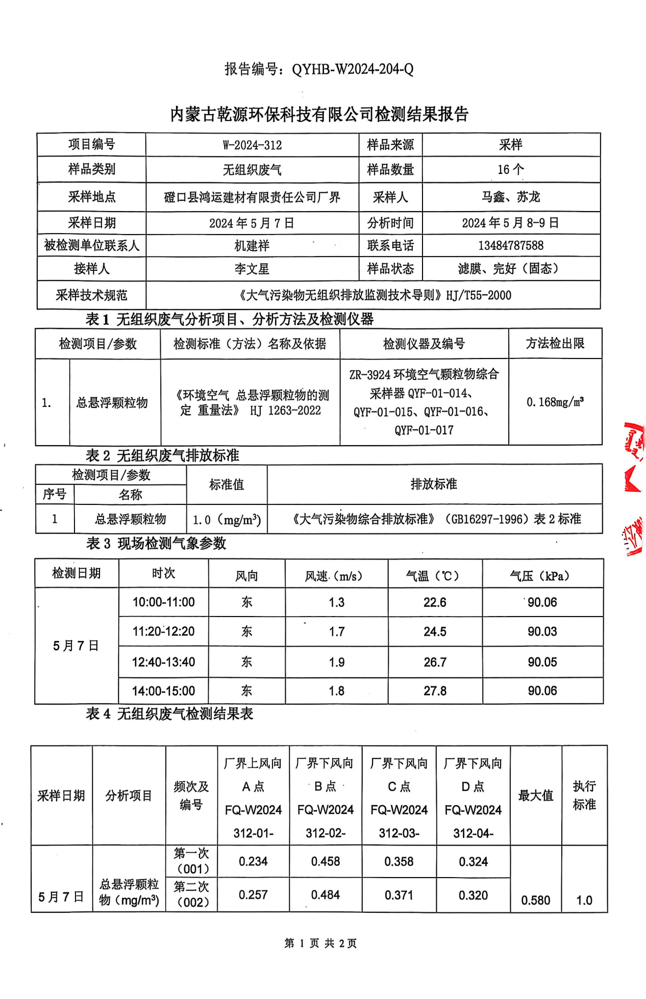 报告编号：QYHB-W2024-204-Q
内蒙古乾源环保科技有限公司检测结果报告
项目编号 W-2024-312 样品来源 采样
样品类别 无组织废气 样品数量 16个
采样地点 磴口县鸿运建材有限责任公司厂界 采样人 马鑫、苏龙
采样日期 2024年5月7日 分析时间 2024年5月8-9日
被检测单位联系人 机建祥 联系电话 13484787588
接样人 李文星 样品状态 滤膜、完好（固态）
采样技术规范 《大气污染物无组织排放监测技术导则》HJ/T55-2000
表1 无组织废气分析项目、分析方法及检测仪器
检测项目/参数 检测标准（方法）名称及依据 检测仪器及编号 方法检出限
1. 总悬浮颗粒物 《环境空气 总悬浮颗粒物的测
定 重量法》 HJ 1263-2022
ZR-3924环境空气颗粒物综合
采样器QYF-01-014、
QYF-01-015、QYF-01-016、
QYF-01-017
0.168mg/m³
表2 无组织废气排放标准
检测项目/参数 标准值 排放标准
序号 名称
1 总悬浮颗粒物 1.0（mg/m³） 《大气污染物综合排放标准》（GB16297-1996）表2标准
表3 现场检测气象参数
检测日期 时次 风向 风速（m/s） 气温（℃） 气压（kPa）
5月7日
10:00-11:00 东 1.3 22.6 90.06
11:20-12:20 东 1.7 24.5 90.03
12:40-13:40 东 1.9 26.7 90.05
14:00-15:00 东 1.8 27.8 90.06
表4 无组织废气检测结果表
采样日期 分析项目
频次及
编号
厂界上风向
A点
FQ-W2024
312-01-
厂界下风向
B点
FQ-W2024
312-02-
厂界下风向
C点
FQ-W2024
312-03-
厂界下风向
D点
FQ-W2024
312-04-
最大值
执行
标准
5月7日
总悬浮颗粒
物（mg/m³）
第一次
（001）
0.234 0.458 0.358 0.324
第二次
（002）
0.257 0.484 0.371 0.320
0.580 1.0
第 1 页 共 2 页